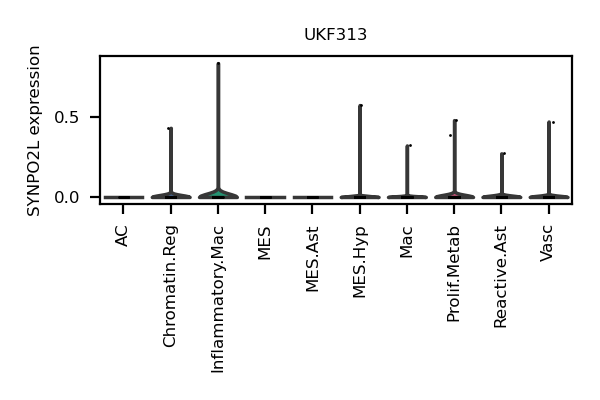 UKF313
SYNPO2L expression
0.5
0.0
AC
Chromatin.Reg
Inflammatory.Mac
MES
MES.Ast
MES.Hyp
Mac
Prolif.Metab
Reactive.Ast
Vasc